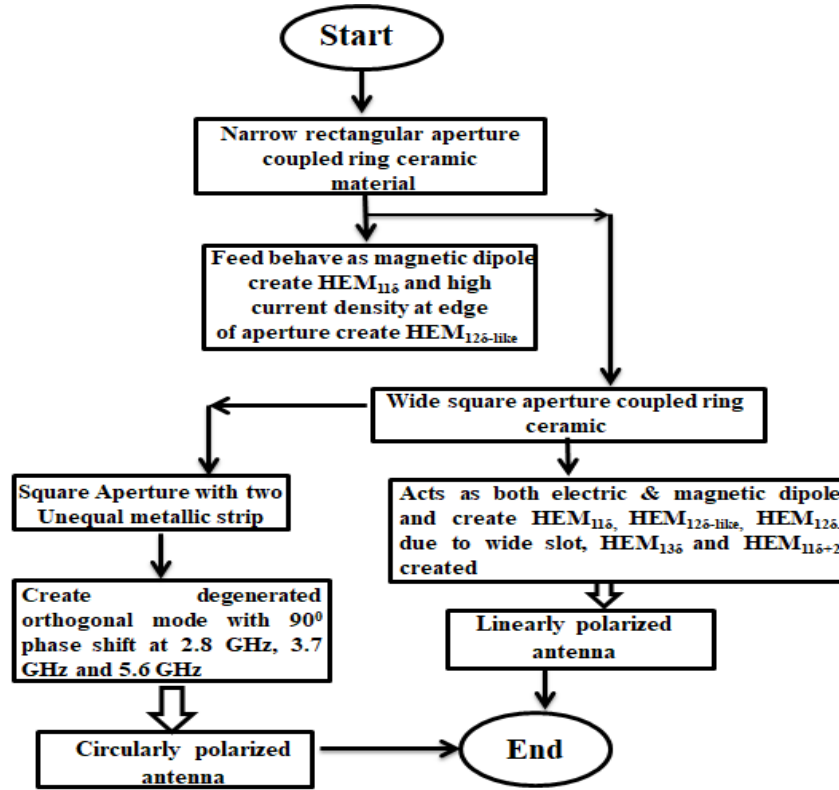 Start
Narrow rectangular aperture
coupled ring ceramic
material
Feed behave as magnetic dipole
create HEM₁₁δ and high
current density at edge
of aperture create HEM₁₂δ-like
Wide square aperture coupled ring
ceramic
Square Aperture with two
Unequal metallic strip
Acts as both electric & magnetic dipole
and create HEM₁₁δ, HEM₁₂δ-like, HEM₁₂δ,
due to wide slot, HEM₁₃δ and HEM₁₁δ+2
created
Create degenerated
orthogonal mode with 90⁰
phase shift at 2.8 GHz, 3.7
GHz and 5.6 GHz
Linearly polarized
antenna
Circularly polarized
antenna
End